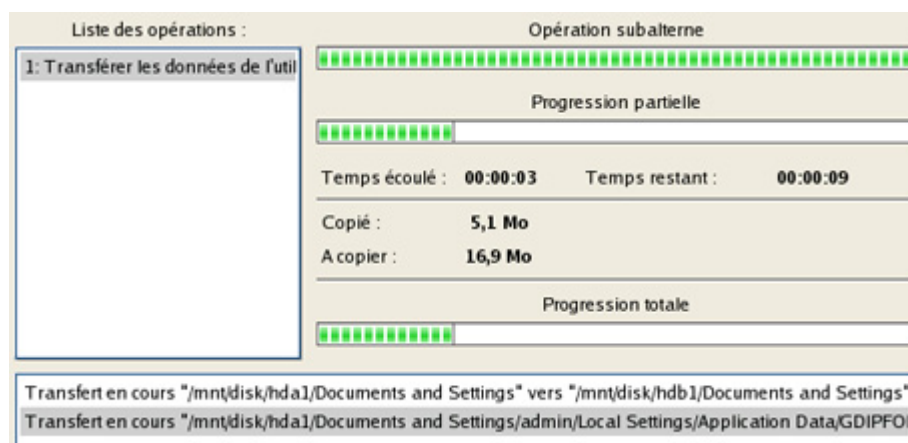 Liste des opérations :
1: Transférer les données de l'util
Opération subalterne
Progression partielle
Temps écoulé : 00:00:03 Temps restant : 00:00:09
Copié : 5,1 Mo
A copier : 16,9 Mo
Progression totale
Transfert en cours "/mnt/disk/hda1/Documents and Settings" vers "/mnt/disk/hdb1/Documents and Settings"
Transfert en cours "/mnt/disk/hda1/Documents and Settings/admin/Local Settings/Application Data/GDIPFO